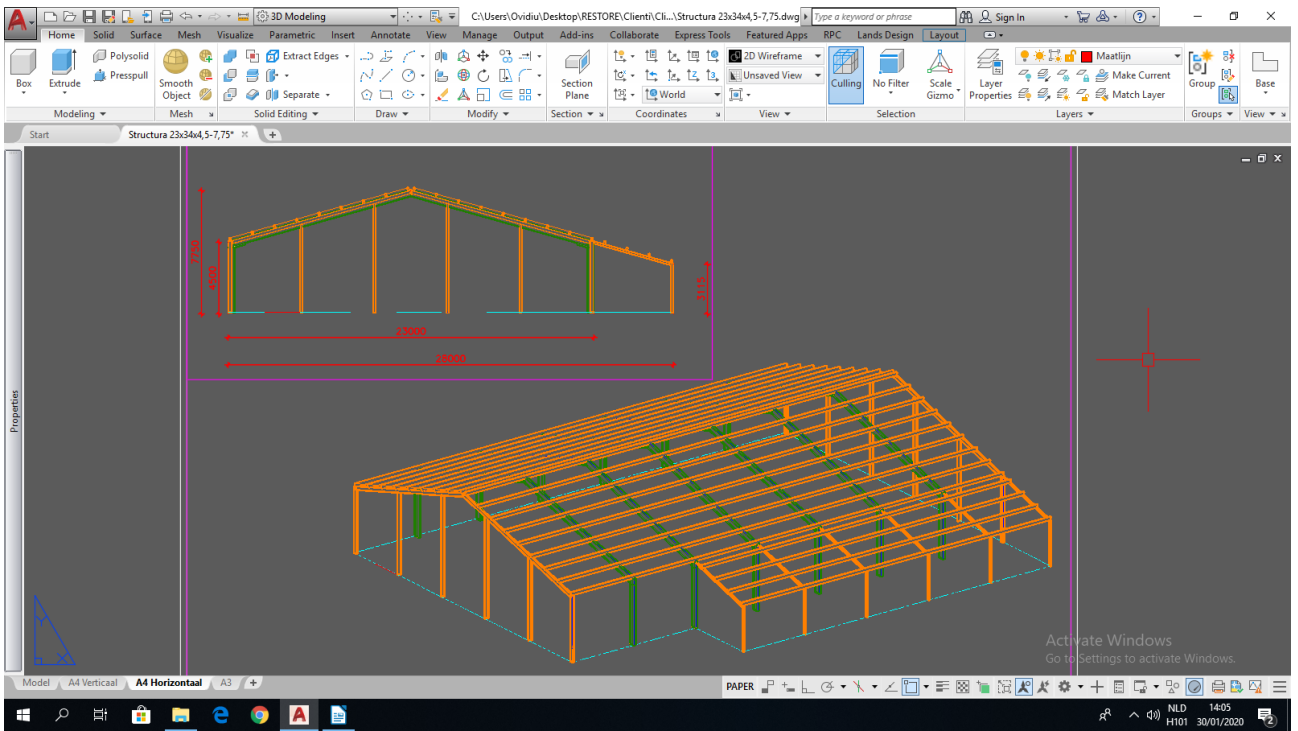 3D Modeling
C:\Users\Ovidiu\Desktop\RESTORE\Clienti\Cli...\Structura 23x34x4,5-7,75.dwg
Type a keyword or phrase
Sign In
Home Solid Surface Mesh Visualize Parametric Insert Annotate View Manage Output Add-ins Collaborate Express Tools Featured Apps RPC Lands Design Layout
Box
Extrude
Polysolid
Presspull
Smooth
Object
Extract Edges
Separate
Section
Plane
World
2D Wireframe
Unsaved View
Culling
No Filter
Scale
Gizmo
Layer
Properties
Maatlijn
Make Current
Match Layer
Group
Base
Modeling Mesh Solid Editing Draw Modify Section Coordinates View Selection Layers Groups View
Start Structura 23x34x4,5-7,75*
Properties
7750
4500
3115
23000
28000
Y
X
Activate Windows
Go to Settings to activate Windows.
Model A4 Verticaal A4 Horizontaal A3
PAPER
NLD 14:05
H101 30/01/2020
2